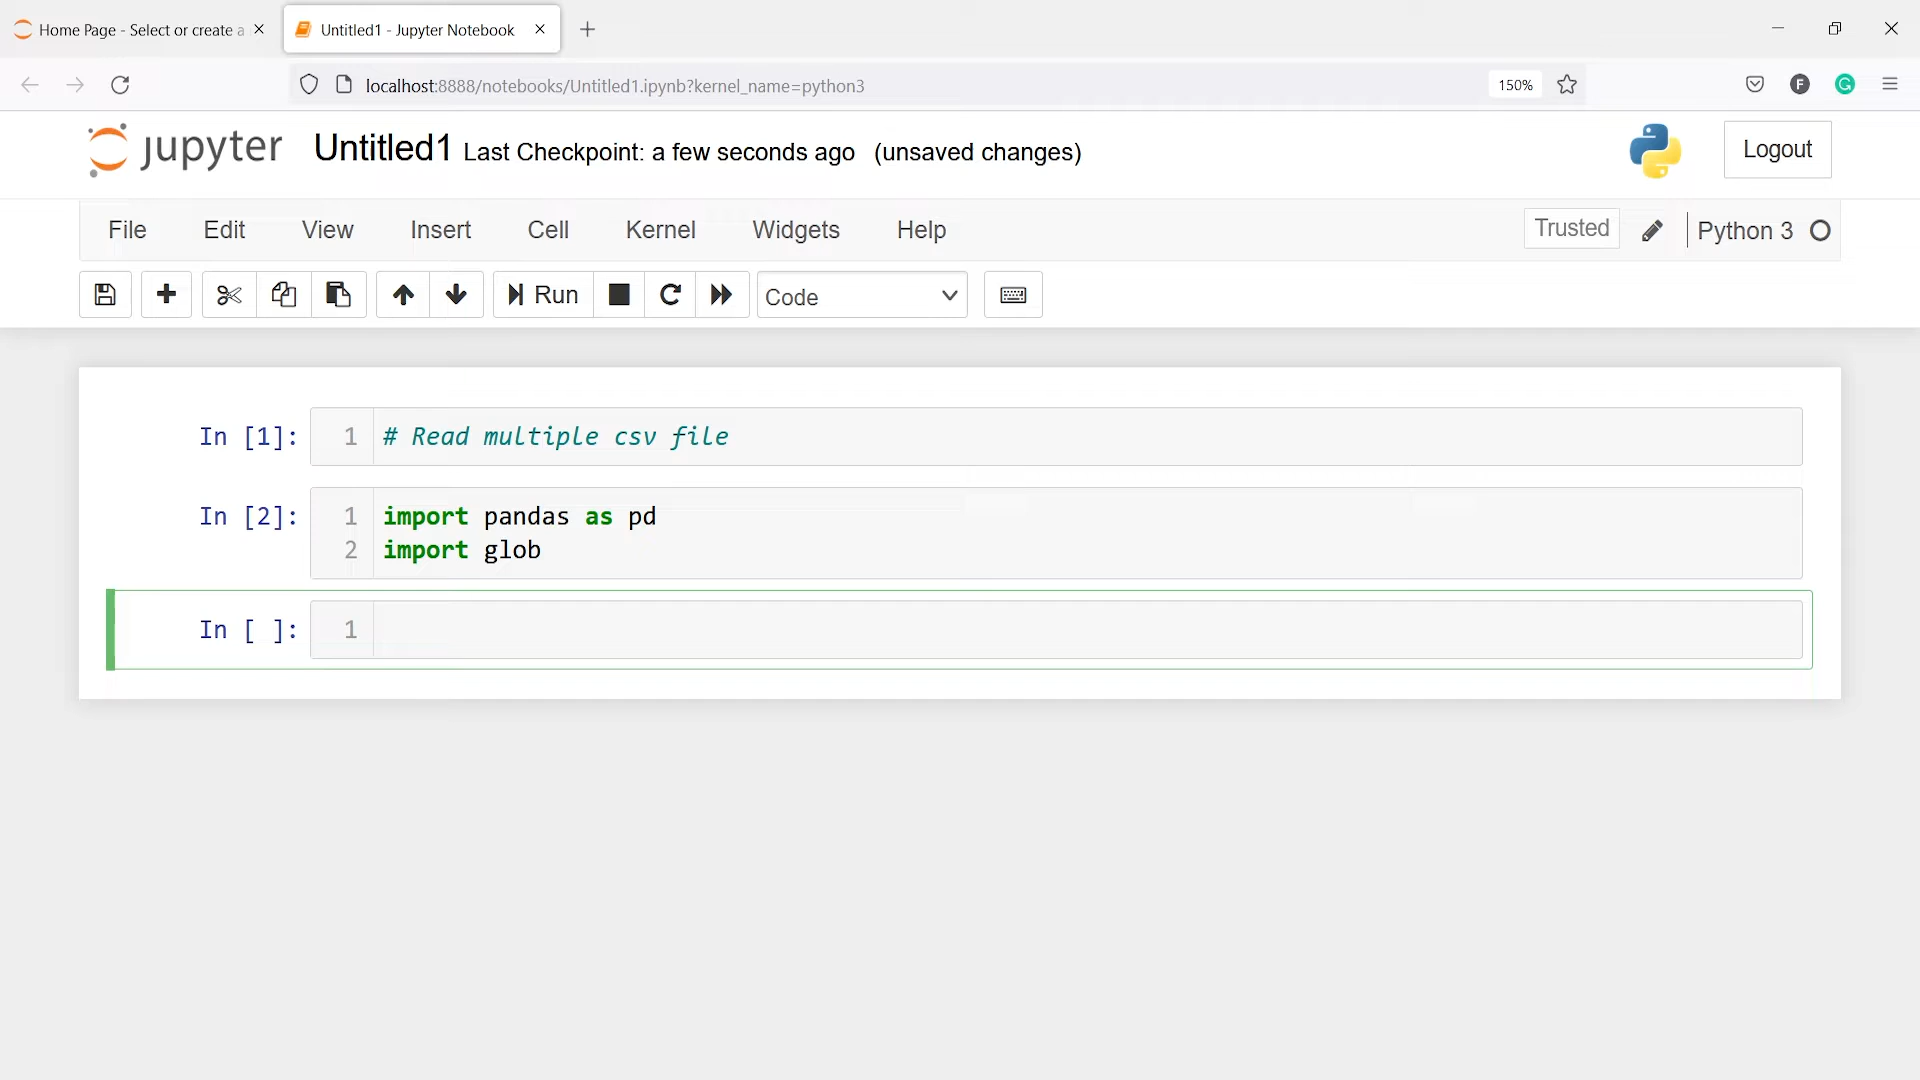 Home Page - Select or create a
Untitled1 - Jupyter Notebook
localhost:8888/notebooks/Untitled1.ipynb?kernel_name=python3
150%
F
G
jupyter Untitled1 Last Checkpoint: a few seconds ago (unsaved changes)
Logout
File Edit View Insert Cell Kernel Widgets Help
Trusted
Python 3
Run
Code
In [1]: 1 # Read multiple csv file
In [2]: 1 import pandas as pd
2 import glob
In [ ]: 1